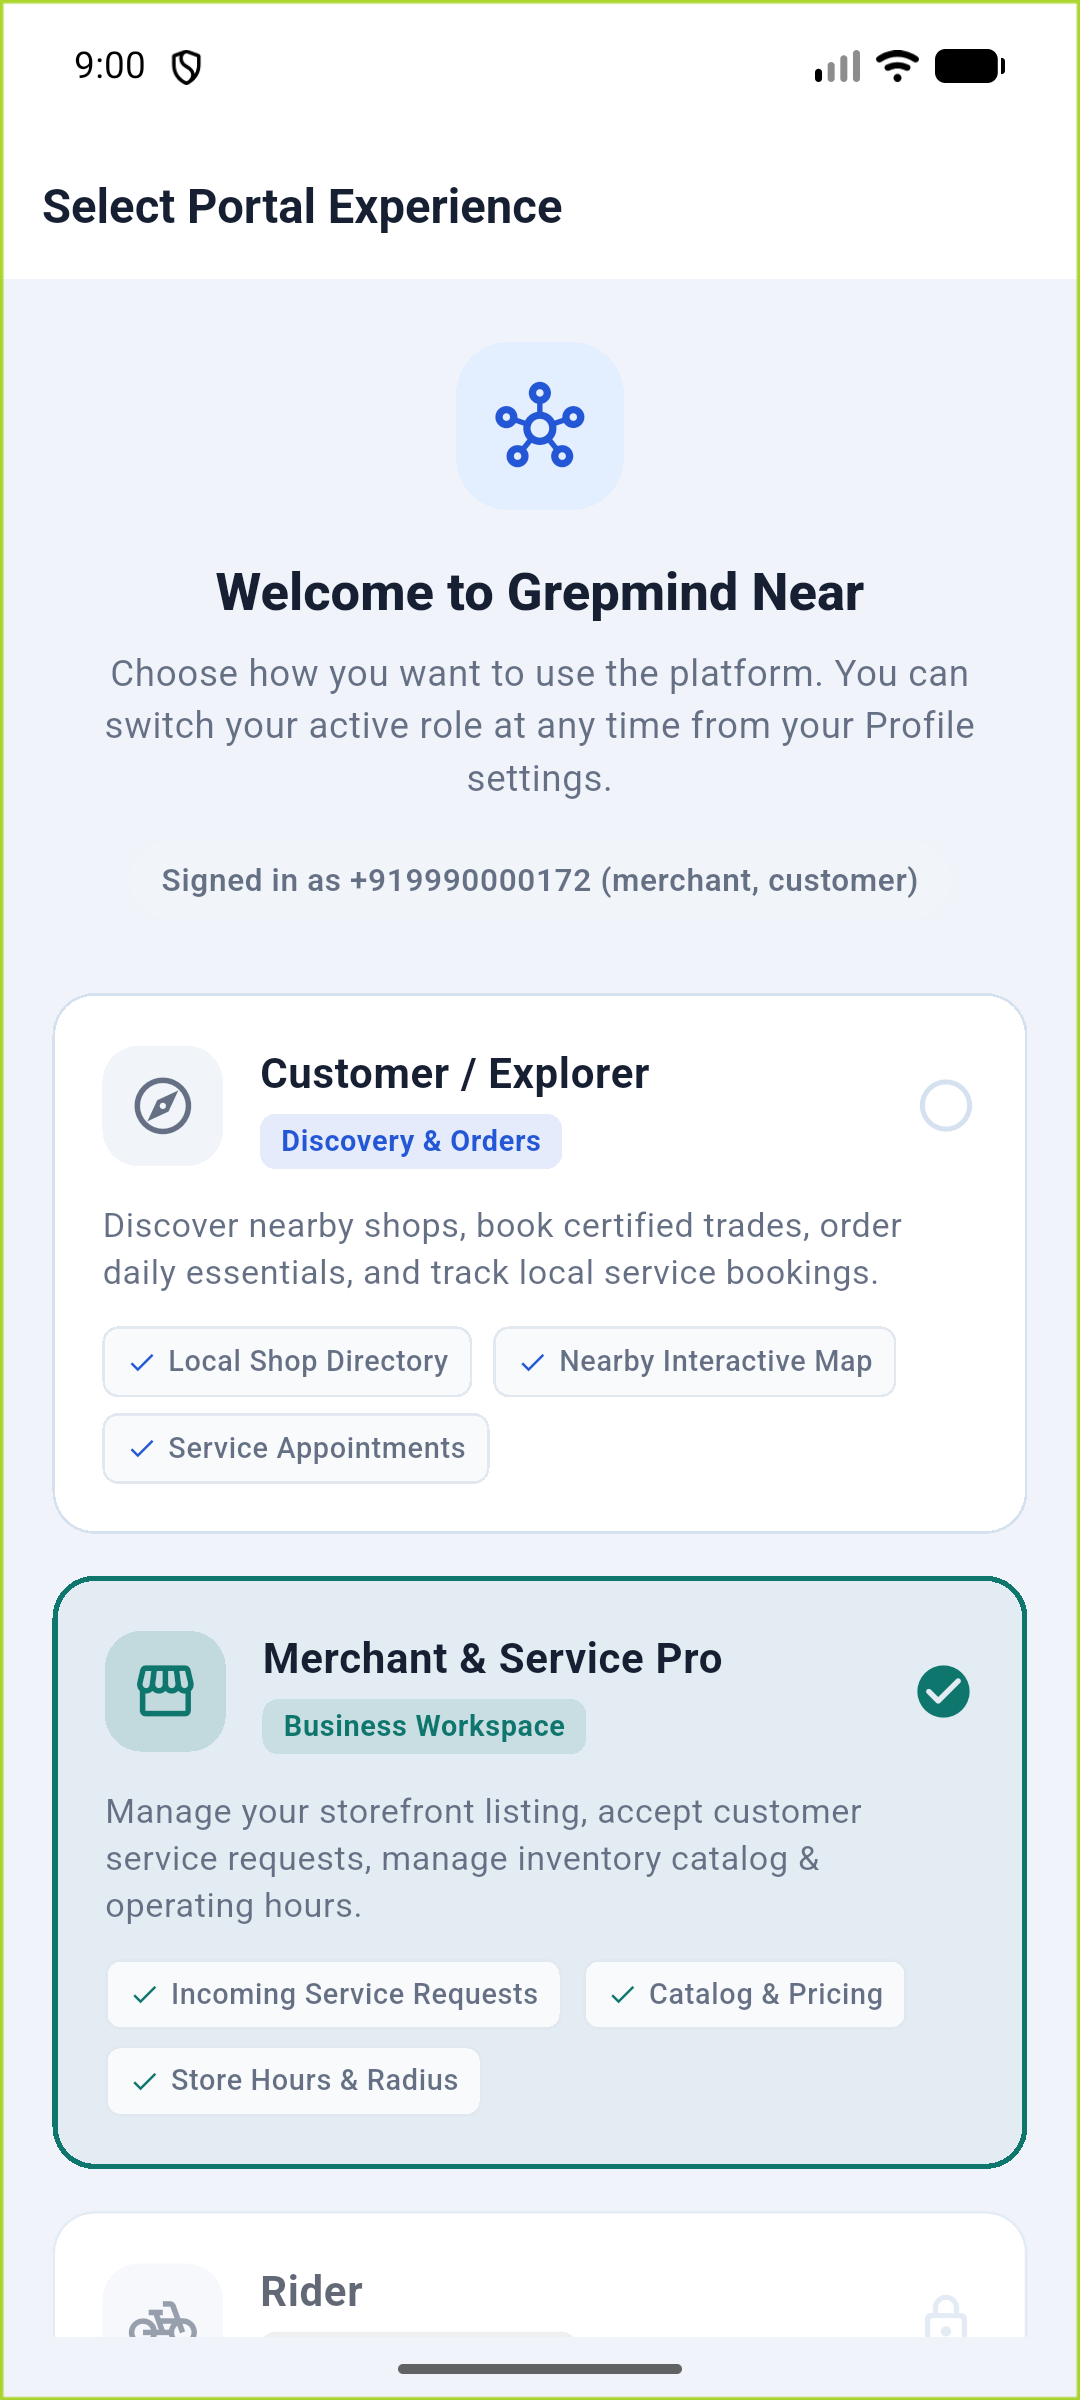 9:00
Select Portal Experience
Welcome to Grepmind Near
Choose how you want to use the platform. You can
switch your active role at any time from your Profile
settings.
Signed in as +919990000172 (merchant, customer)
Customer / Explorer
Discovery & Orders
Discover nearby shops, book certified trades, order
daily essentials, and track local service bookings.
Local Shop Directory
Nearby Interactive Map
Service Appointments
Merchant & Service Pro
Business Workspace
Manage your storefront listing, accept customer
service requests, manage inventory catalog &
operating hours.
Incoming Service Requests
Catalog & Pricing
Store Hours & Radius
Rider